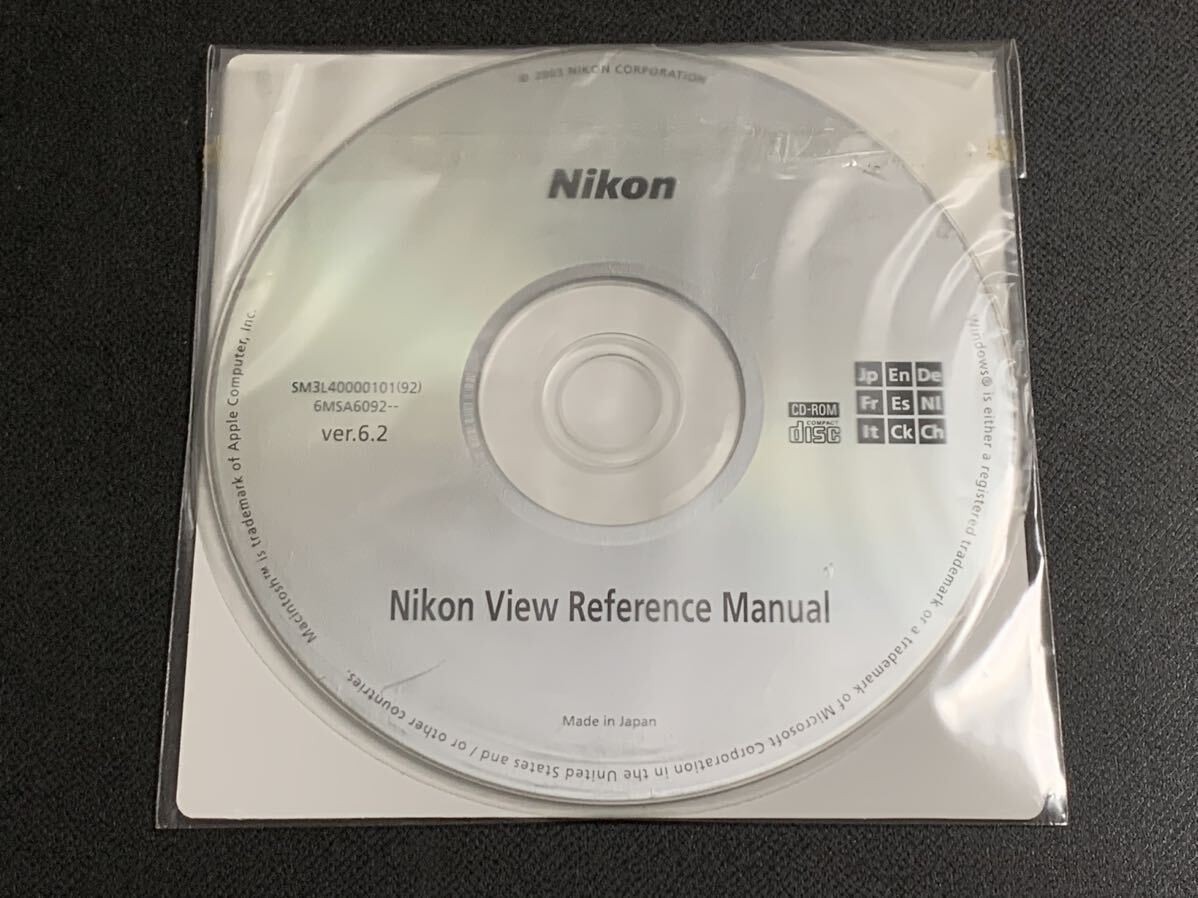 © 2003 NIKON CORPORATION
Nikon
SM3L40000101(92)
6MSA6092--
ver.6.2
CD-ROM
COMPACT
disc
Jp En De
Fr Es Nl
It Ck Ch
Nikon View Reference Manual
Made in Japan
Macintosh™ is trademark of Apple Computer, Inc.
Windows® is either a registered trademark or a trademark of Microsoft Corporation in the United States and / or other countries.